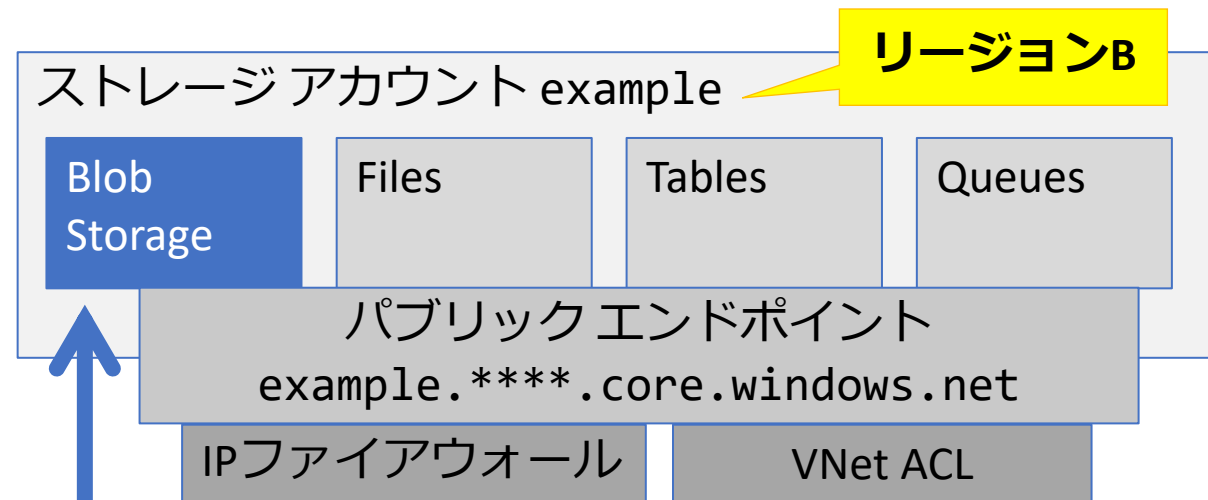 リージョンB
ストレージ アカウント example
Blob
Storage
Files
Tables
Queues
パブリック エンドポイント
example.****.core.windows.net
IPファイアウォール
VNet ACL